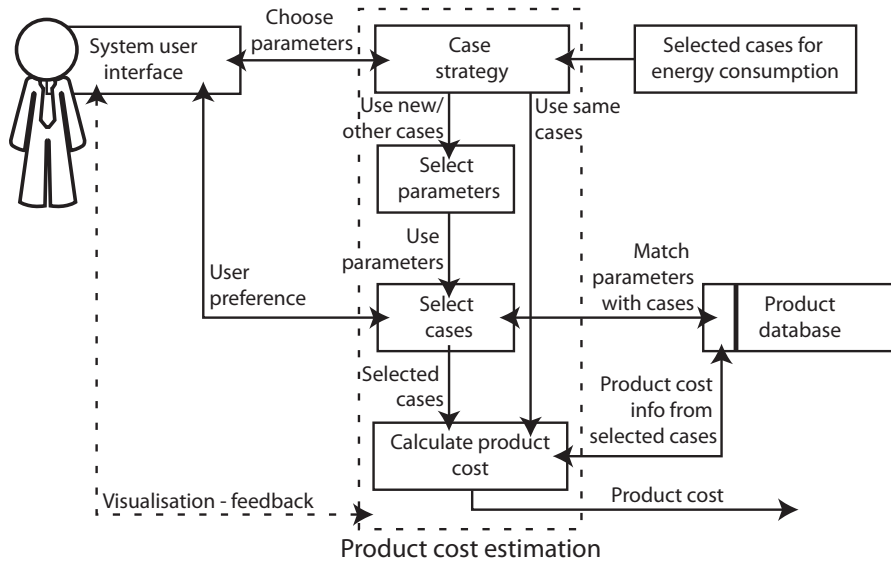 Choose
parameters
System user
interface
Case
strategy
Selected cases for
energy consumption
Use new/
other cases
Use same
cases
Select
parameters
Use
parameters
User
preference
Match
parameters
with cases
Select
cases
Product
database
Selected
cases
Product cost
info from
selected cases
Calculate product
cost
Visualisation - feedback
Product cost
Product cost estimation